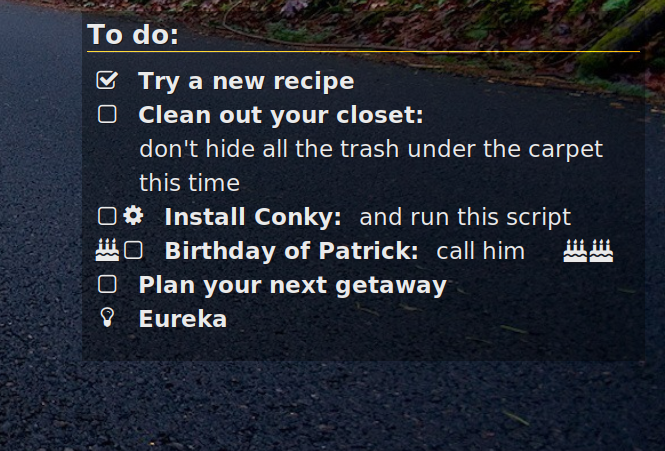 To do:
Try a new recipe
Clean out your closet:
don't hide all the trash under the carpet
this time
Install Conky: and run this script
Birthday of Patrick: call him
Plan your next getaway
Eureka